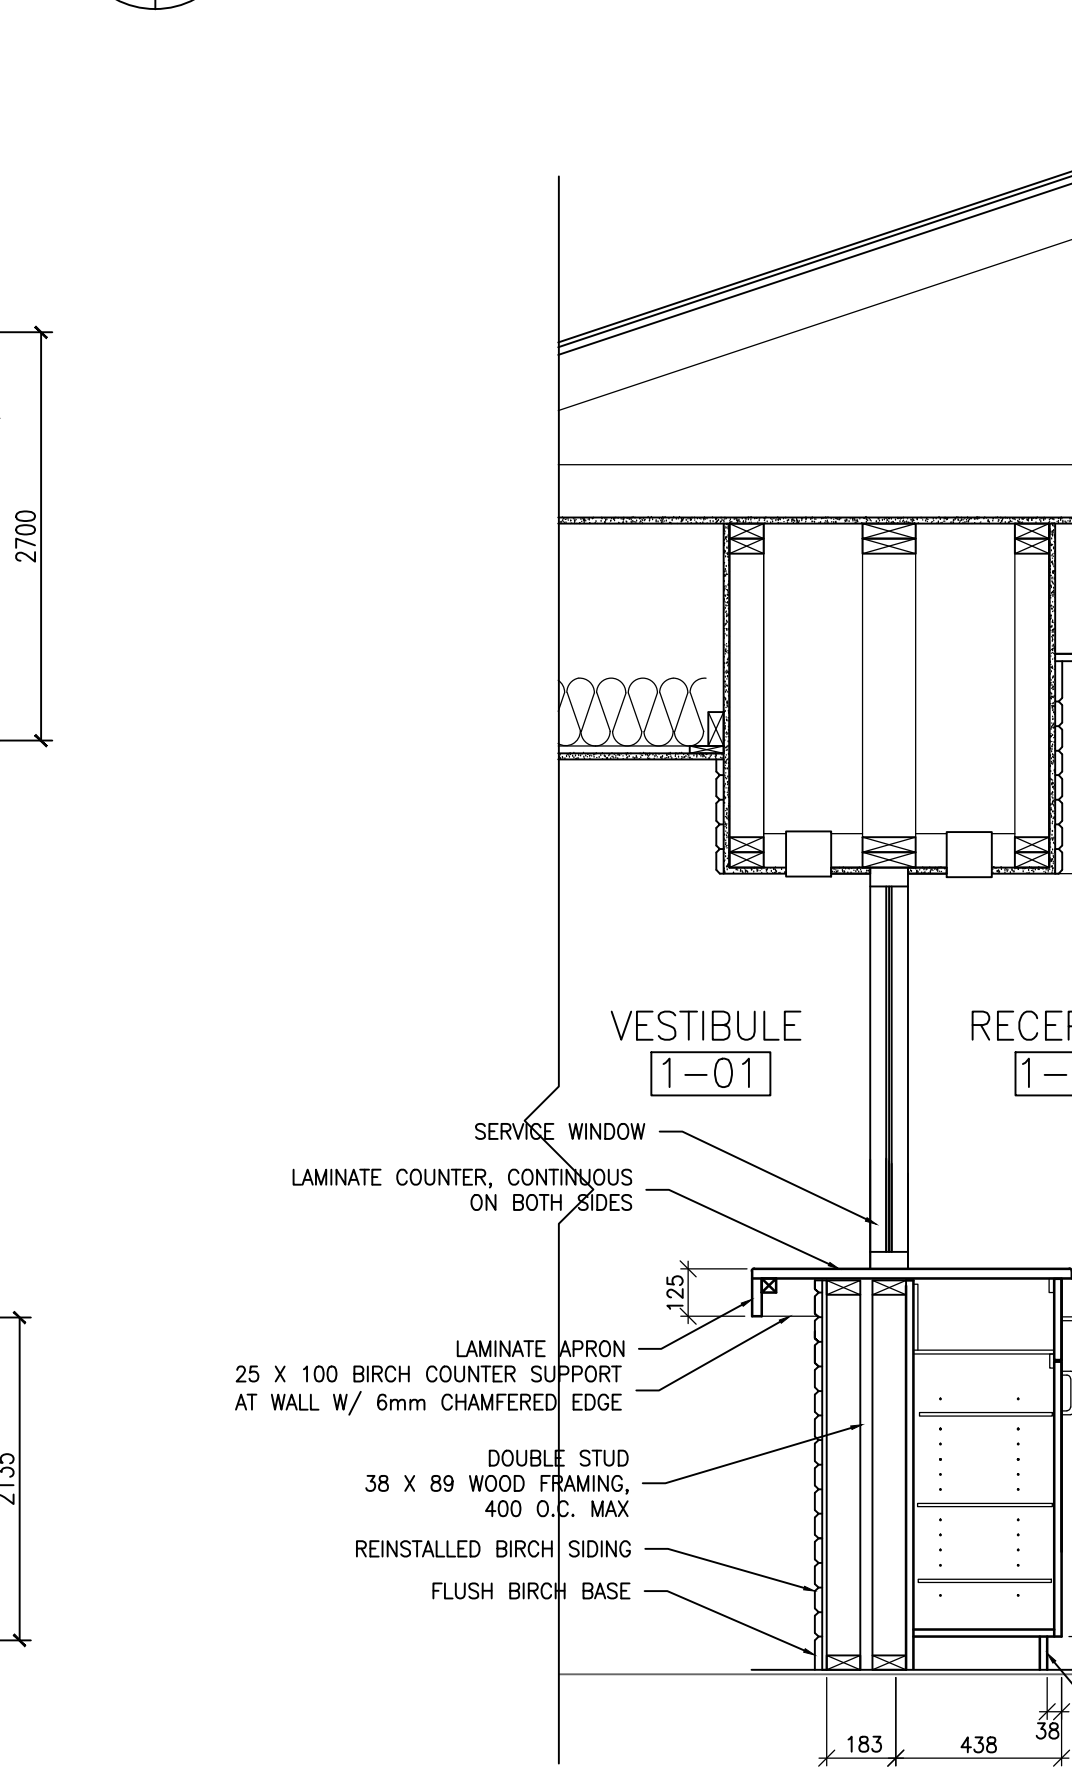 2700
VESTIBULE
1-01
SERVICE WINDOW
LAMINATE COUNTER, CONTINUOUS
ON BOTH SIDES
125
LAMINATE APRON
25 X 100 BIRCH COUNTER SUPPORT
AT WALL W/ 6mm CHAMFERED EDGE
DOUBLE STUD
38 X 89 WOOD FRAMING,
400 O.C. MAX
2135
REINSTALLED BIRCH SIDING
FLUSH BIRCH BASE
38
183
438